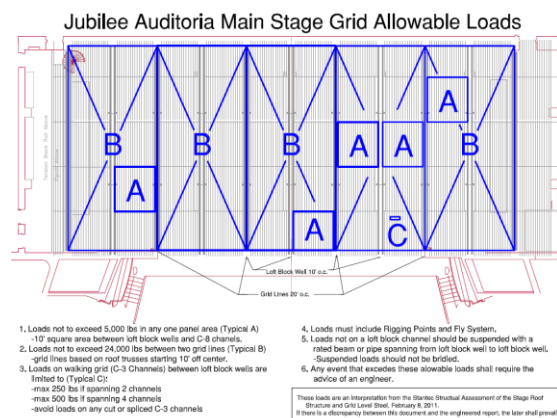 Jubilee Auditoria Main Stage Grid Allowable Loads
B
B
B
B
A
A
A
A
A
C
Loft Block Well 10' o.c.
Grid Lines 20' o.c.
1. Loads not to exceed 5,000 lbs in any one panel area (Typical A)
-10' square area between loft block wells and C-8 channels.
2. Loads not to exceed 24,000 lbs between two grid lines (Typical B)
-grid lines based on roof trusses starting 10' off center.
3. Loads on walking grid (C-3 Channels) between loft block wells are
limited to (Typical C):
-max 250 lbs if spanning 2 channels
-max 500 lbs if spanning 4 channels
-avoid loads on any cut or spliced C-3 channels
4. Loads must include Rigging Points and Fly System,
5. Loads not on a loft block channel should be suspended with a
rated beam or pipe spanning from loft block well to loft block well.
-Suspended loads should not be bridled.
6. Any event that excedes these alowable loads shall require the
advice of an engineer.
These loads are an Interpretation from the Stantec Structual Assessment of the Stage Roof
Structure and Grid Level Steel, February 8, 2011.
If there is a discrepancy between this document and the engineered report, the later shall prevail